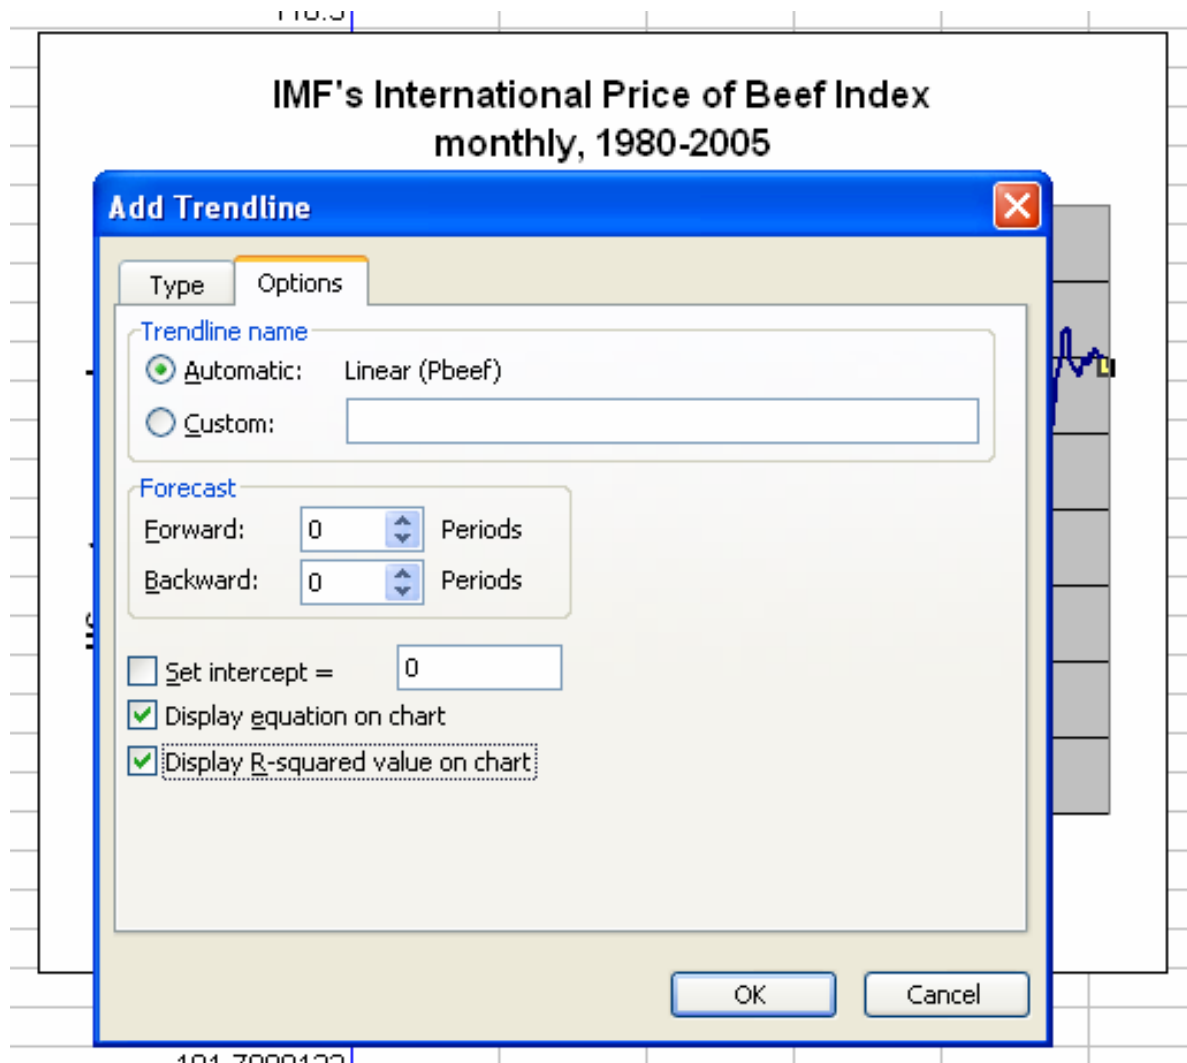 IMF's International Price of Beef Index
monthly, 1980-2005
Add Trendline
Type Options
Trendline name
Automatic: Linear (Pbeef)
Custom:
Forecast
Forward: 0 Periods
Backward: 0 Periods
Set intercept = 0
Display equation on chart
Display R-squared value on chart
OK Cancel